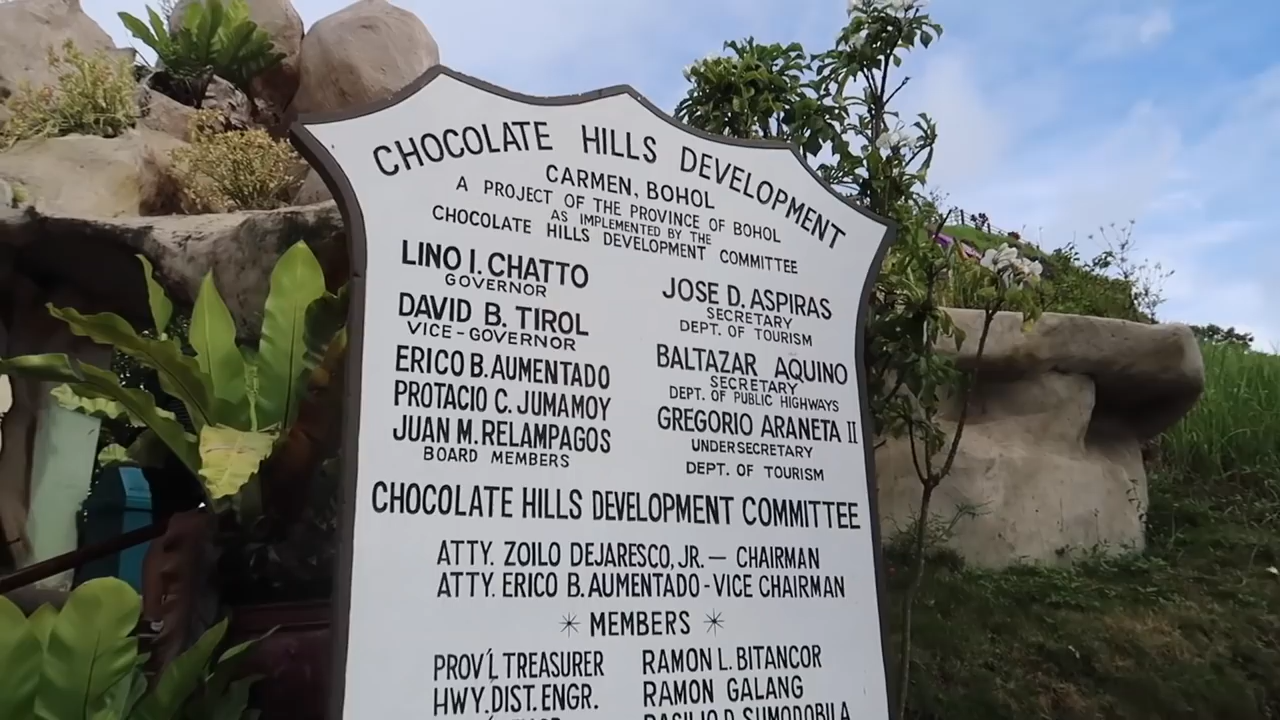 CHOCOLATE HILLS DEVELOPMENT
CARMEN, BOHOL
A PROJECT OF THE PROVINCE OF BOHOL
AS IMPLEMENTED BY THE
CHOCOLATE HILLS DEVELOPMENT COMMITTEE
LINO I. CHATTO
GOVERNOR
DAVID B. TIROL
VICE-GOVERNOR
ERICO B. AUMENTADO
PROTACIO C. JUMAMOY
JUAN M. RELAMPAGOS
BOARD MEMBERS
JOSE D. ASPIRAS
SECRETARY
DEPT. OF TOURISM
BALTAZAR AQUINO
SECRETARY
DEPT. OF PUBLIC HIGHWAYS
GREGORIO ARANETA II
UNDERSECRETARY
DEPT. OF TOURISM
CHOCOLATE HILLS DEVELOPMENT COMMITTEE
ATTY. ZOILO DEJARESCO, JR. — CHAIRMAN
ATTY. ERICO B. AUMENTADO - VICE CHAIRMAN
* MEMBERS *
PROV'L. TREASURER RAMON L. BITANCOR
HWY. DIST. ENGR. RAMON GALANG
BASILIO D. SUMODOBILA